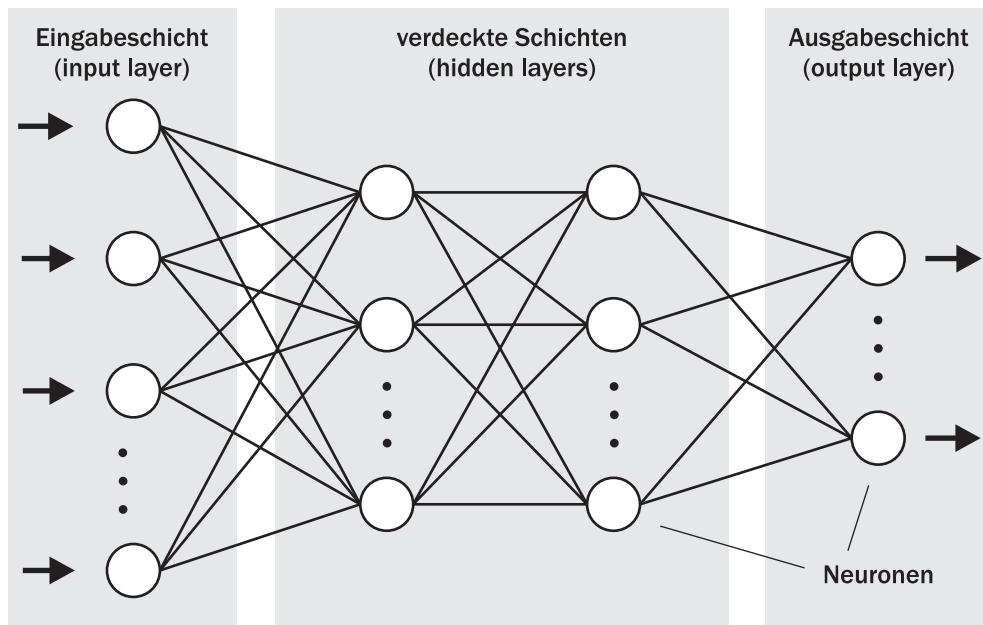 Eingabeschicht
(input layer)
verdeckte Schichten
(hidden layers)
Ausgabeschicht
(output layer)
Neuronen